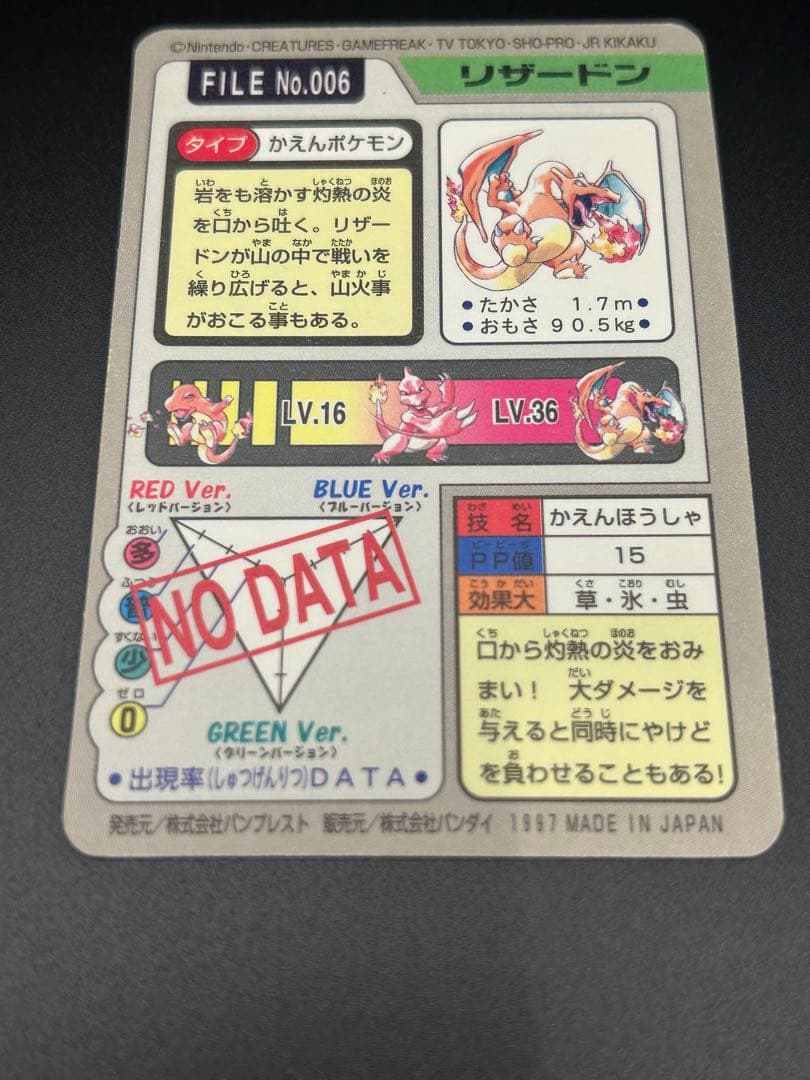 ©Nintendo・CREATURES・GAMEFREAK・TV TOKYO・SHO-PRO・JR KIKAKU
FILE No.006
リザードン
タイプ かえんポケモン
岩をも溶かす灼熱の炎
を口から吐く。リザー
ドンが山の中で戦いを
繰り広げると、山火事
がおこる事もある。
●たかさ 1.7m●
●おもさ 90.5kg●
LV.16
LV.36
RED Ver.
(レッドバージョン)
BLUE Ver.
(ブルーバージョン)
おおい
多
ふつう
普
すくない
少
ゼロ
0
NO DATA
GREEN Ver.
(グリーンバージョン)
●出現率(しゅつげんりつ)DATA●
技名 かえんほうしゃ
PP値 15
効果大 草・氷・虫
口から灼熱の炎をおみ
まい! 大ダメージを
与えると同時にやけど
を負わせることもある!
発売元/株式会社バンプレスト 販売元/株式会社バンダイ 1997 MADE IN JAPAN